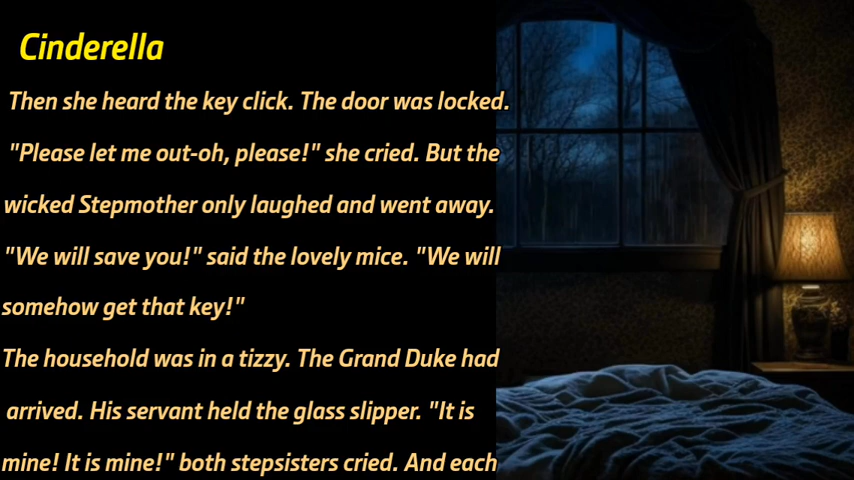 Cinderella
Then she heard the key click. The door was locked.
"Please let me out-oh, please!" she cried. But the
wicked Stepmother only laughed and went away.
"We will save you!" said the lovely mice. "We will
somehow get that key!"
The household was in a tizzy. The Grand Duke had
arrived. His servant held the glass slipper. "It is
mine! It is mine!" both stepsisters cried. And each